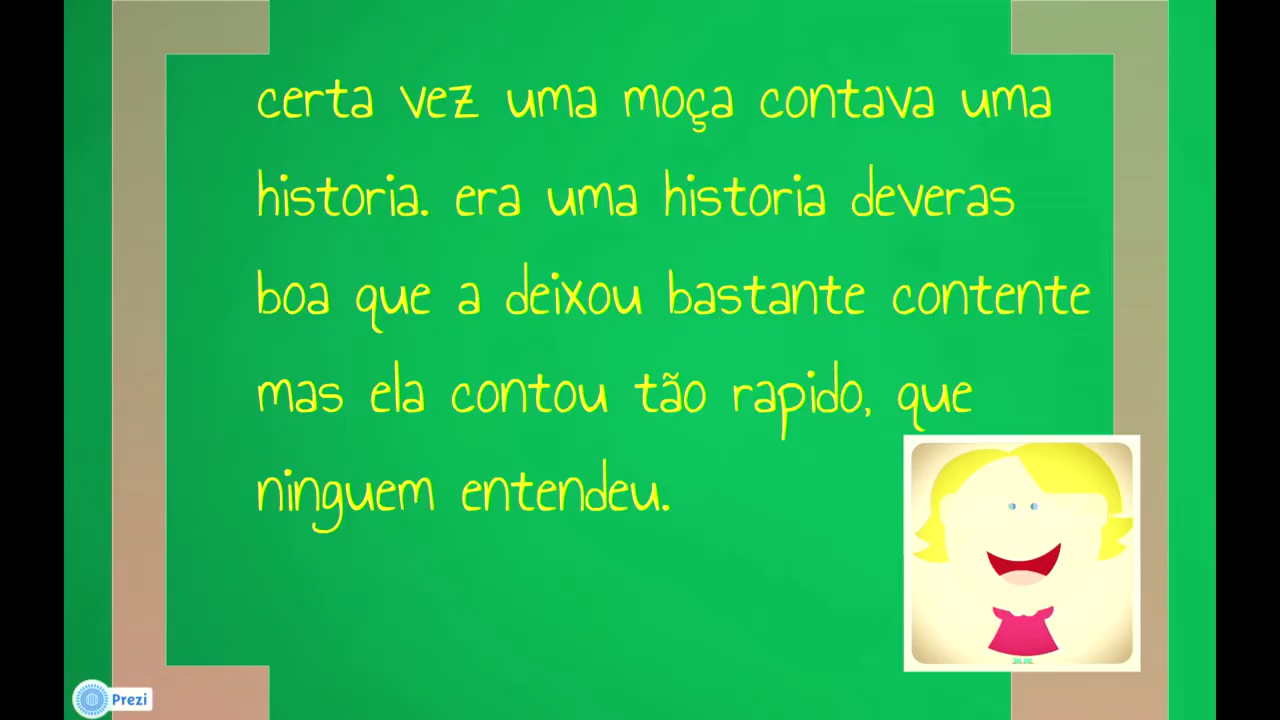 certa vez uma moça contava uma
historia. era uma historia deveras
boa que a deixou bastante contente
mas ela contou tão rapido, que
ninguem entendeu.
Prezi